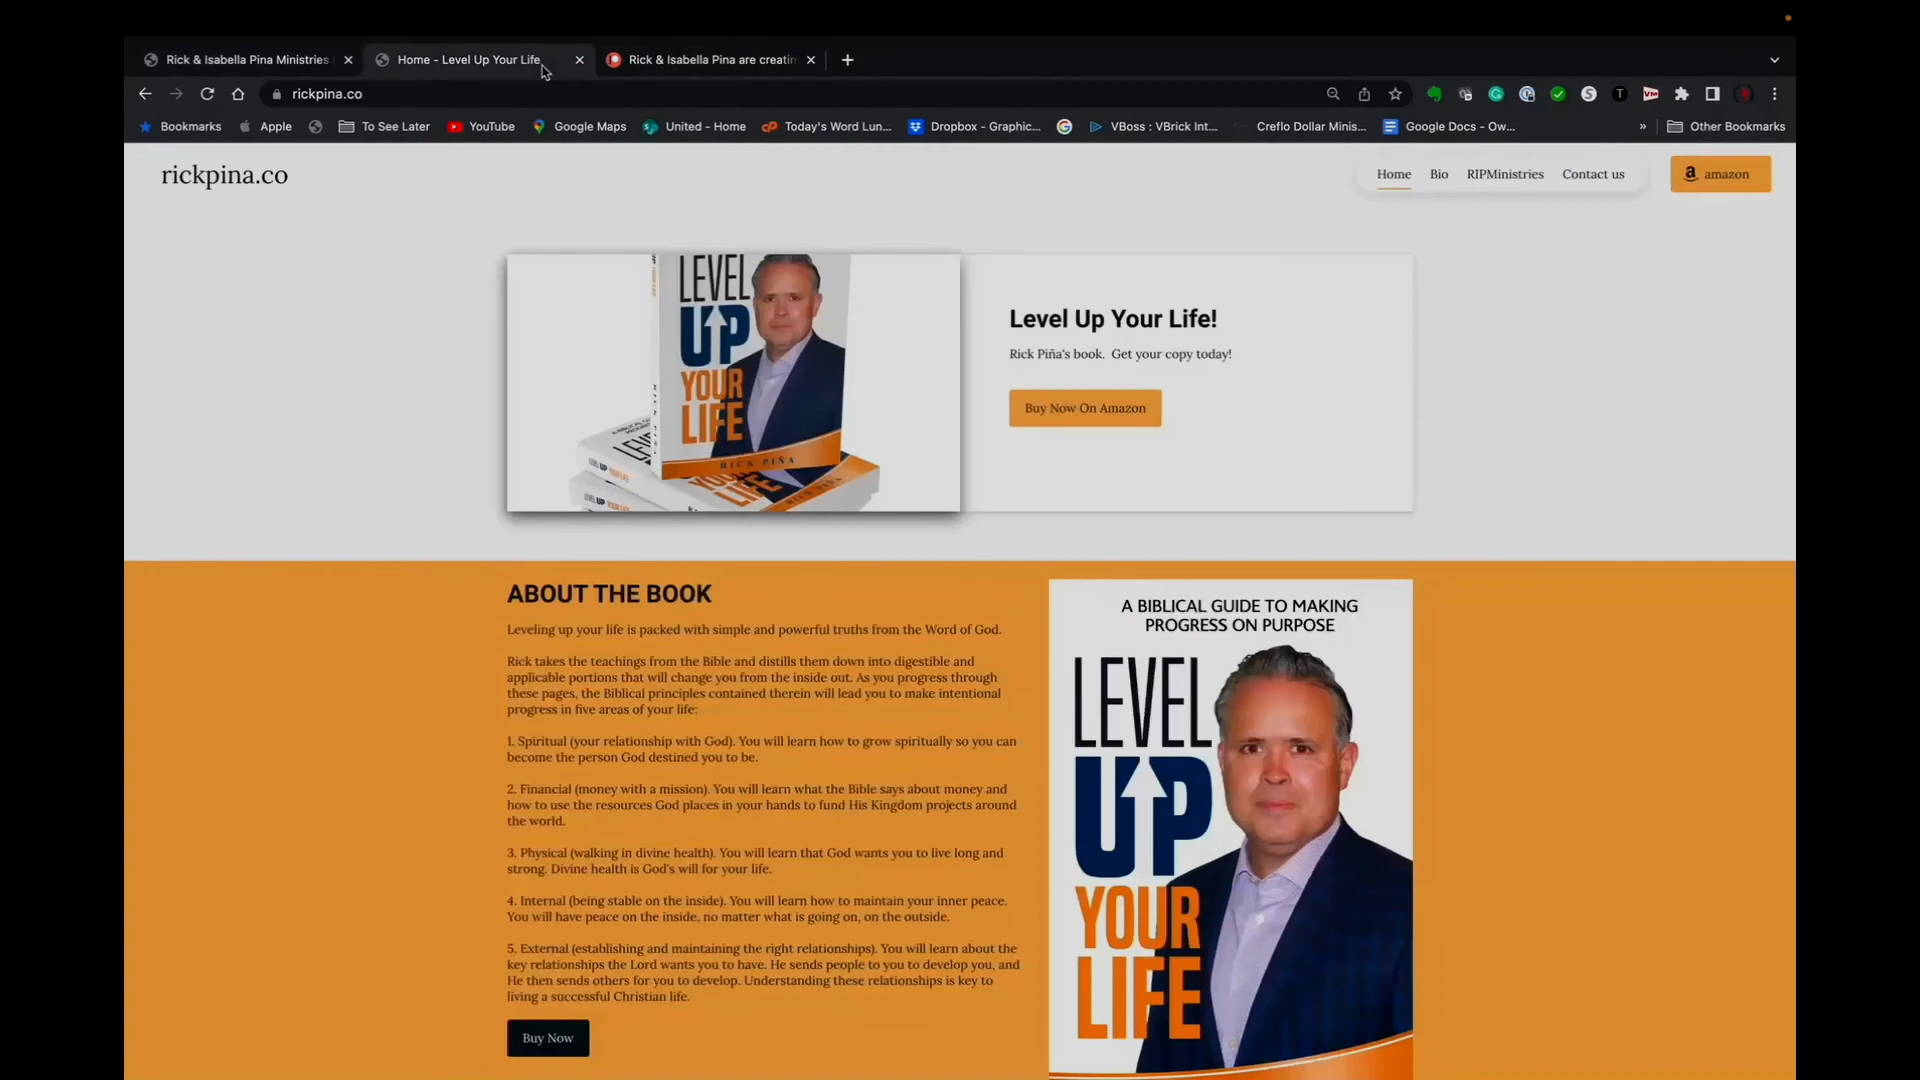 Rick & Isabella Pina Ministries
Home - Level Up Your Life
Rick & Isabella Pina are creatin
rickpina.co
Bookmarks
Apple
To See Later
YouTube
Google Maps
United - Home
Today's Word Lun...
Dropbox - Graphic...
VBoss : VBrick Int...
Creflo Dollar Minis...
Google Docs - Ow...
»
Other Bookmarks
rickpina.co
Home
Bio
RIPMinistries
Contact us
amazon
LEVEL
UP
YOUR
LIFE
RICK PIÑA
Level Up Your Life!
Rick Piña's book. Get your copy today!
Buy Now On Amazon
ABOUT THE BOOK
Leveling up your life is packed with simple and powerful truths from the Word of God.
Rick takes the teachings from the Bible and distills them down into digestible and
applicable portions that will change you from the inside out. As you progress through
these pages, the Biblical principles contained therein will lead you to make intentional
progress in five areas of your life:
1. Spiritual (your relationship with God). You will learn how to grow spiritually so you can
become the person God destined you to be.
2. Financial (money with a mission). You will learn what the Bible says about money and
how to use the resources God places in your hands to fund His Kingdom projects around
the world.
3. Physical (walking in divine health). You will learn that God wants you to live long and
strong. Divine health is God's will for your life.
4. Internal (being stable on the inside). You will learn how to maintain your inner peace.
You will have peace on the inside, no matter what is going on, on the outside.
5. External (establishing and maintaining the right relationships). You will learn about the
key relationships the Lord wants you to have. He sends people to you to develop you, and
He then sends others for you to develop. Understanding these relationships is key to
living a successful Christian life.
Buy Now
A BIBLICAL GUIDE TO MAKING
PROGRESS ON PURPOSE
LEVEL
UP
YOUR
LIFE